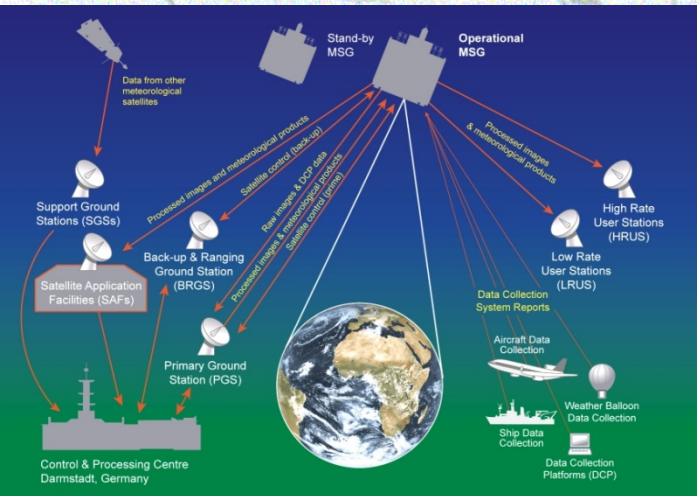 Stand-by
MSG
Operational
MSG
Data from other
meteorological
satellites
Processed images and meteorological products
Satellite control (back-up)
Raw images & DCP data
Processed images & meteorological products
Satellite control (prime)
Processed images
& meteorological products
Support Ground
Stations (SGSs)
High Rate
User Stations
(HRUS)
Back-up & Ranging
Ground Station
(BRGS)
Low Rate
User Stations
(LRUS)
Satellite Application
Facilities (SAFs)
Data Collection
System Reports
Primary Ground
Station (PGS)
Aircraft Data
Collection
Weather Balloon
Data Collection
Ship Data
Collection
Control & Processing Centre
Darmstadt, Germany
Data Collection
Platforms (DCP)